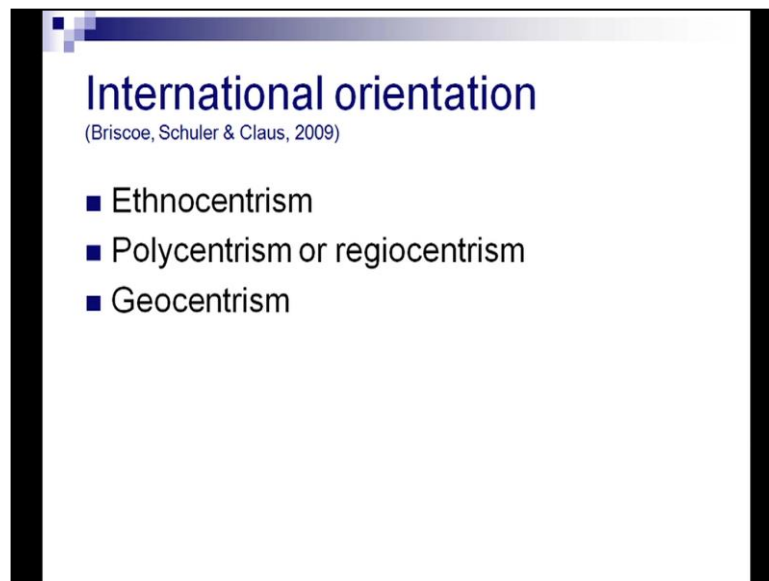 International orientation
(Briscoe, Schuler & Claus, 2009)
Ethnocentrism
Polycentrism or regiocentrism
Geocentrism